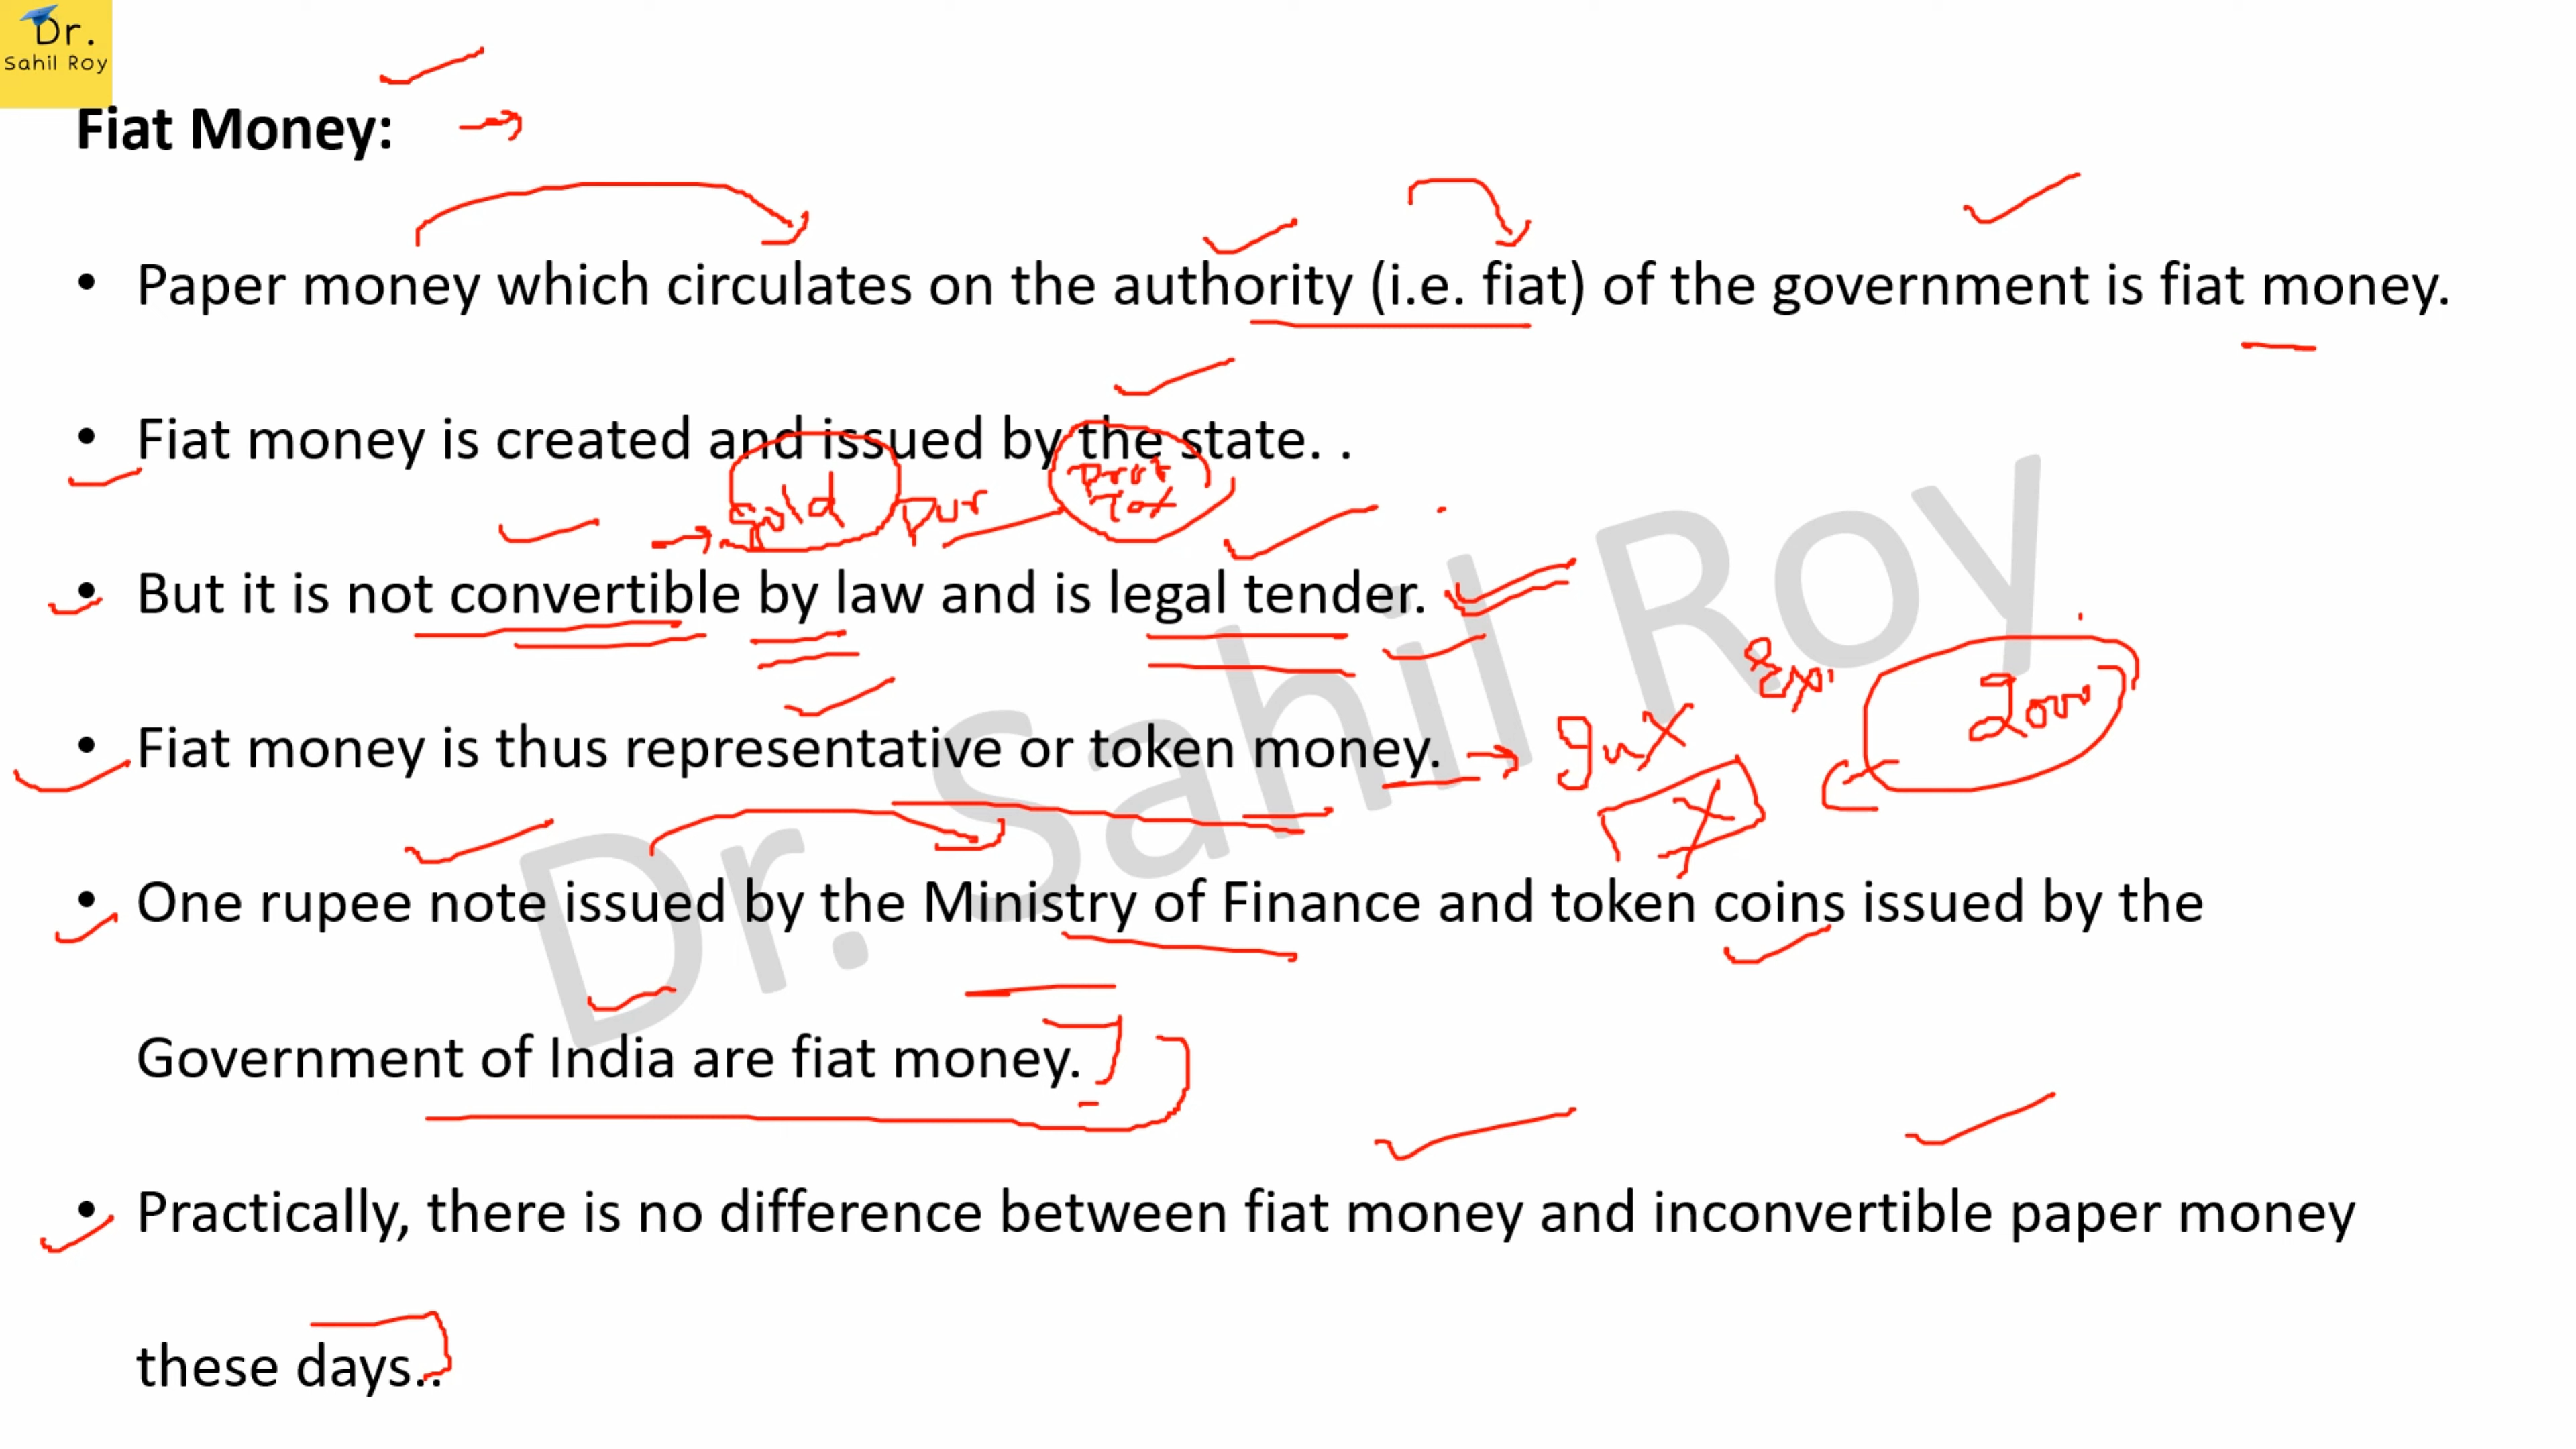 Dr.
Sahil Roy
Fiat Money:
• Paper money which circulates on the authority (i.e. fiat) of the government is fiat money.
• Fiat money is created and issued by the state. .
Gold Pur
Tax
• But it is not convertible by law and is legal tender.
• Fiat money is thus representative or token money.
• One rupee note issued by the Ministry of Finance and token coins issued by the
Government of India are fiat money.
• Practically, there is no difference between fiat money and inconvertible paper money
these days..
Dr. Sahil Roy